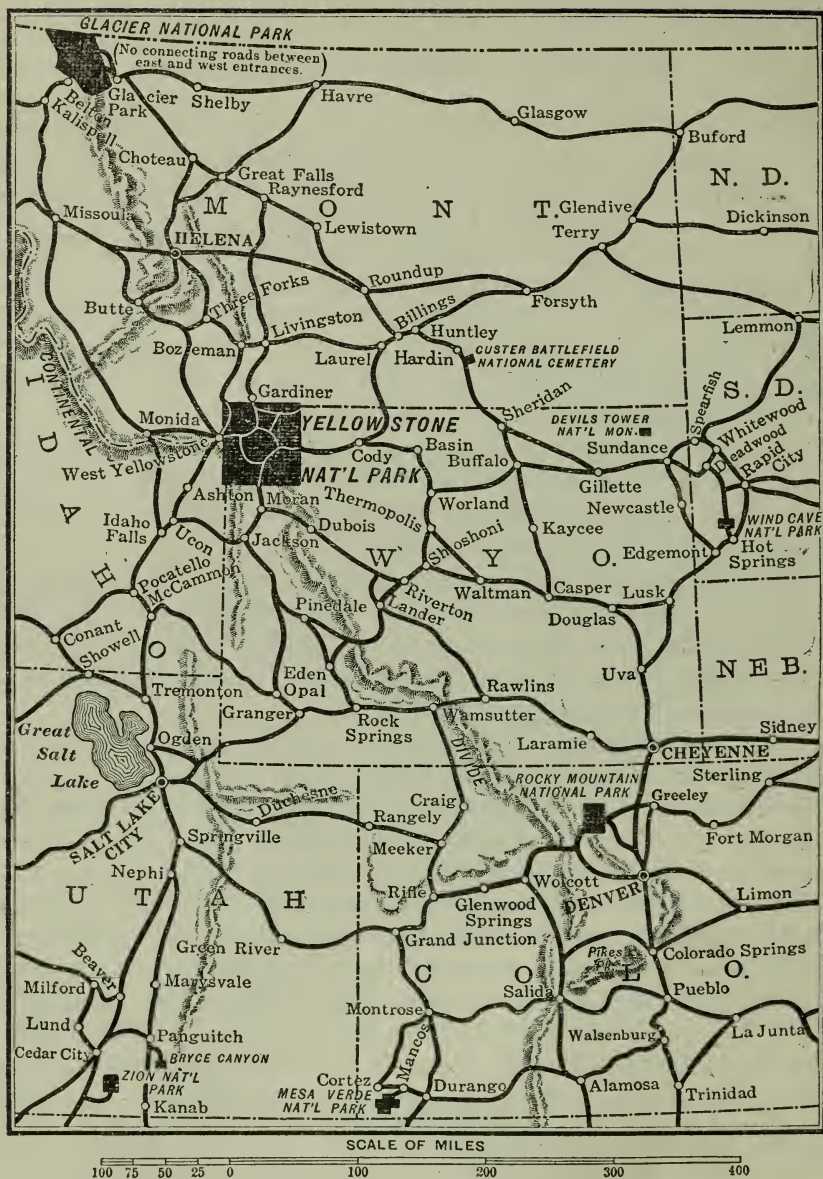 GLACIER NATIONAL PARK
(No connecting roads between
east and west entrances.)
Belton
Kalispell
Glacier
Park
Shelby
Havre
Glasgow
Buford
Choteau
Great Falls
Raynesford
N. D.
MONT.
Glendive
Dickinson
Missoula
Lewistown
Terry
HELENA
Roundup
Forsyth
Butte
Three Forks
Billings
Huntley
Lemmon
Bozeman
Livingston
Laurel
Hardin
CUSTER BATTLEFIELD
NATIONAL CEMETERY
CONTINENTAL
IDAHO
Gardiner
Sheridan
Spearfish
S. D.
Monida
YELLOWSTONE
NAT'L PARK
DEVILS TOWER
NAT'L MON.
Whitewood
Deadwood
West Yellowstone
Cody
Basin
Buffalo
Sundance
Rapid
City
Gillette
Ashton
Moran
Thermopolis
Worland
Newcastle
WIND CAVE
NAT'L PARK
Idaho
Falls
Ucon
Jackson
Dubois
Shoshoni
Kaycee
Edgemont
Hot
Springs
WYO.
Pocatello
McCammon
Pinedale
Riverton
Lander
Waltman
Casper
Douglas
Lusk
Conant
Showell
Eden
Opal
Uva
NEB.
Tremonton
Granger
Rock
Springs
Wamsutter
Rawlins
Great
Salt
Lake
Ogden
DIVIDE
Laramie
CHEYENNE
Sidney
ROCKY MOUNTAIN
NATIONAL PARK
Sterling
SALT LAKE
CITY
Duchesne
Craig
Rangely
Greeley
Springville
Meeker
Fort Morgan
Nephi
Rifle
Wolcott
DENVER
Limon
UTAH
Glenwood
Springs
Green River
Grand Junction
Pikes
Pk.
Colorado Springs
Beaver
Milford
Marysvale
COLO.
Salida
Pueblo
Lund
Montrose
Walsenburg
La Junta
Cedar City
Panguitch
BRYCE CANYON
Mancos
ZION NAT'L
PARK
Cortez
MESA VERDE
NAT'L PARK
Durango
Alamosa
Trinidad
Kanab
SCALE OF MILES
100 75 50 25 0 100 200 300 400